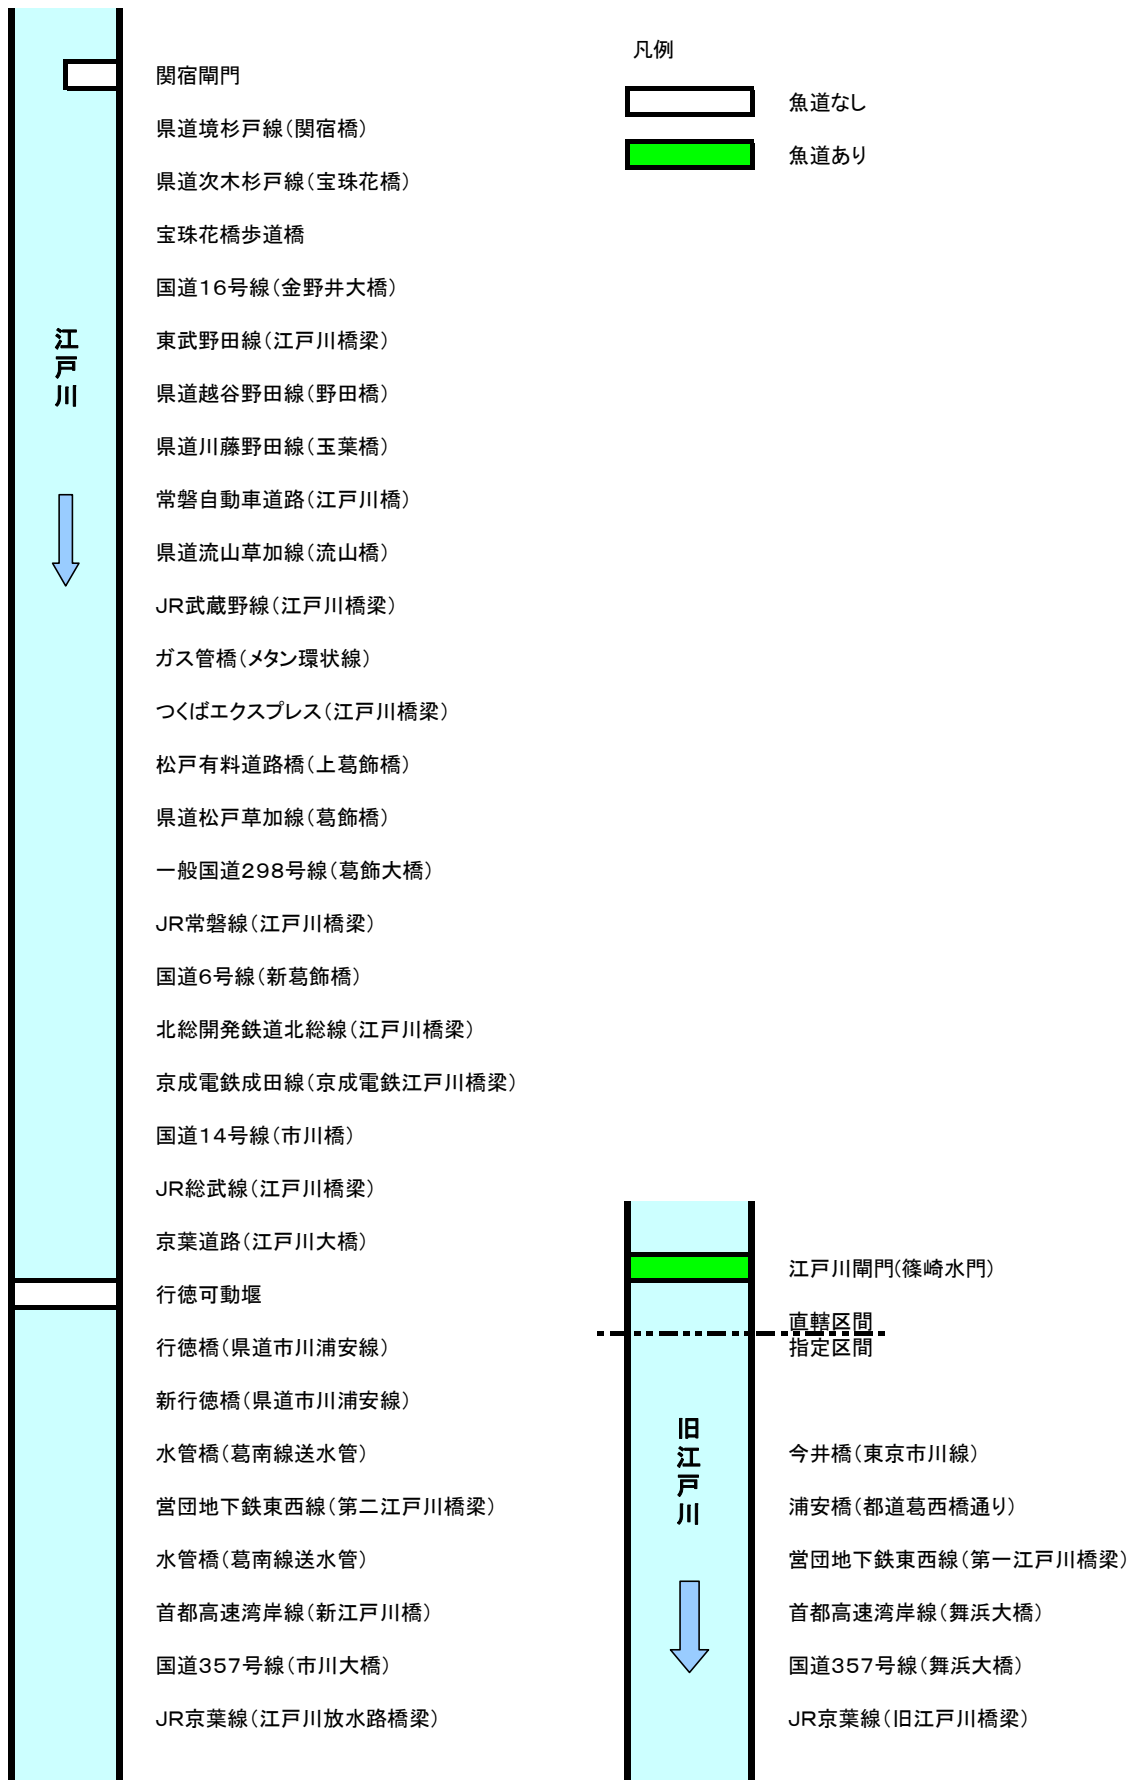 関宿閘門
県道境杉戸線(関宿橋)
県道次木杉戸線(宝珠花橋)
宝珠花橋歩道橋
国道16号線(金野井大橋)
東武野田線(江戸川橋梁)
県道越谷野田線(野田橋)
県道川藤野田線(玉葉橋)
常磐自動車道路(江戸川橋)
県道流山草加線(流山橋)
JR武蔵野線(江戸川橋梁)
ガス管橋(メタン環状線)
つくばエクスプレス(江戸川橋梁)
松戸有料道路橋(上葛飾橋)
県道松戸草加線(葛飾橋)
一般国道298号線(葛飾大橋)
JR常磐線(江戸川橋梁)
国道6号線(新葛飾橋)
北総開発鉄道北総線(江戸川橋梁)
京成電鉄成田線(京成電鉄江戸川橋梁)
国道14号線(市川橋)
JR総武線(江戸川橋梁)
京葉道路(江戸川大橋)
行徳可動堰
行徳橋(県道市川浦安線)
新行徳橋(県道市川浦安線)
水管橋(葛南線送水管)
営団地下鉄東西線(第二江戸川橋梁)
水管橋(葛南線送水管)
首都高速湾岸線(新江戸川橋)
国道357号線(市川大橋)
JR京葉線(江戸川放水路橋梁)
江戸川
凡例
魚道なし
魚道あり
江戸川閘門(篠崎水門)
直轄区間
指定区間
旧江戸川
今井橋(東京市川線)
浦安橋(都道葛西橋通り)
営団地下鉄東西線(第一江戸川橋梁)
首都高速湾岸線(舞浜大橋)
国道357号線(舞浜大橋)
JR京葉線(旧江戸川橋梁)